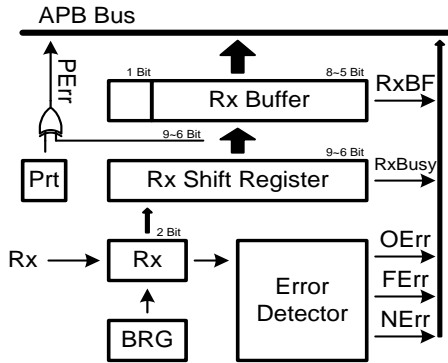 APB Bus
PErr
1 Bit
8~5 Bit
Rx Buffer
RxBF
9~6 Bit
9~6 Bit
Prt
Rx Shift Register
RxBusy
2 Bit
Rx
Rx
Error
Detector
OErr
FErr
NErr
BRG